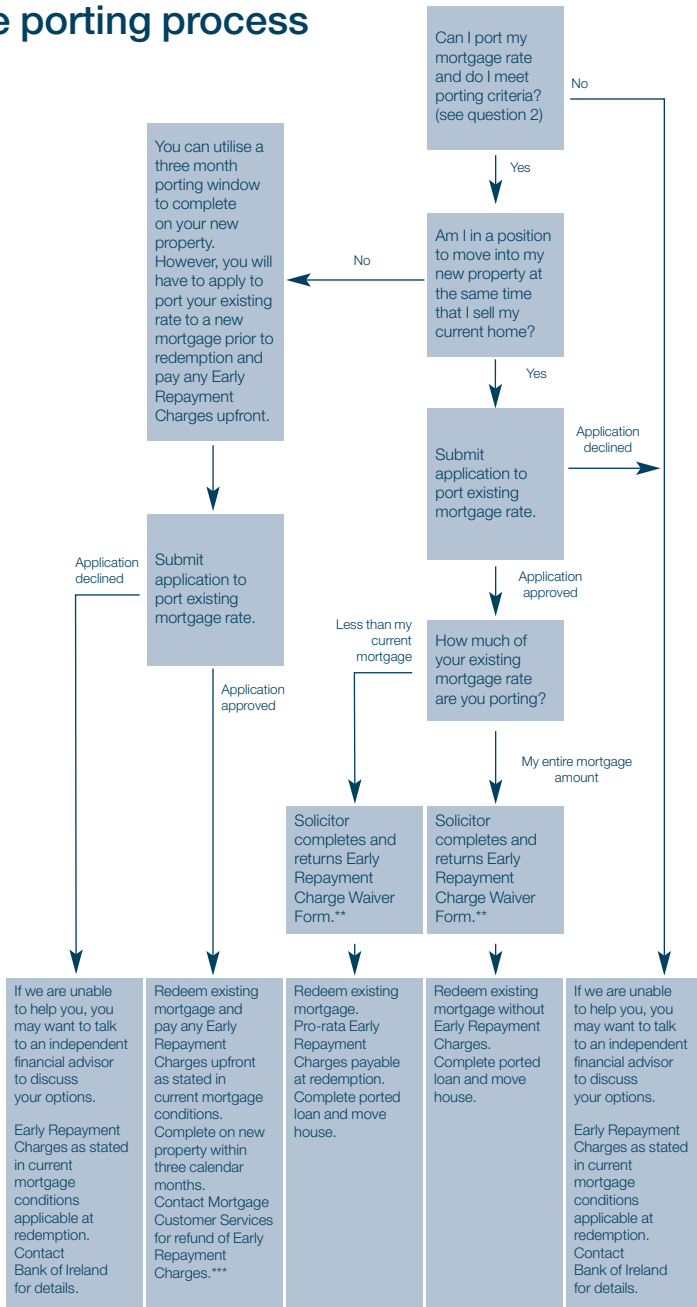 e porting process
Can I port my
mortgage rate
and do I meet
porting criteria?
(see question 2)
No
Yes
You can utilise a
three month
porting window
to complete
on your new
property.
However, you will
have to apply to
port your existing
rate to a new
mortgage prior to
redemption and
pay any Early
Repayment
Charges upfront.
No
Am I in a position
to move into my
new property at
the same time
that I sell my
current home?
Yes
Submit
application to
port existing
mortgage rate.
Application
declined
Application
approved
Application
declined
Submit
application to
port existing
mortgage rate.
Application
approved
Less than my
current
mortgage
How much of
your existing
mortgage rate
are you porting?
My entire mortgage
amount
Solicitor
completes and
returns Early
Repayment
Charge Waiver
Form.**
Solicitor
completes and
returns Early
Repayment
Charge Waiver
Form.**
If we are unable
to help you, you
may want to talk
to an independent
financial advisor
to discuss
your options.
Early Repayment
Charges as stated
in current
mortgage
conditions
applicable at
redemption.
Contact
Bank of Ireland
for details.
Redeem existing
mortgage and
pay any Early
Repayment
Charges upfront
as stated in
current mortgage
conditions.
Complete on new
property within
three calendar
months.
Contact Mortgage
Customer Services
for refund of Early
Repayment
Charges.***
Redeem existing
mortgage.
Pro-rata Early
Repayment
Charges payable
at redemption.
Complete ported
loan and move
house.
Redeem existing
mortgage without
Early Repayment
Charges.
Complete ported
loan and move
house.
If we are unable
to help you, you
may want to talk
to an independent
financial advisor
to discuss
your options.
Early Repayment
Charges as stated
in current
mortgage
conditions
applicable at
redemption.
Contact
Bank of Ireland
for details.